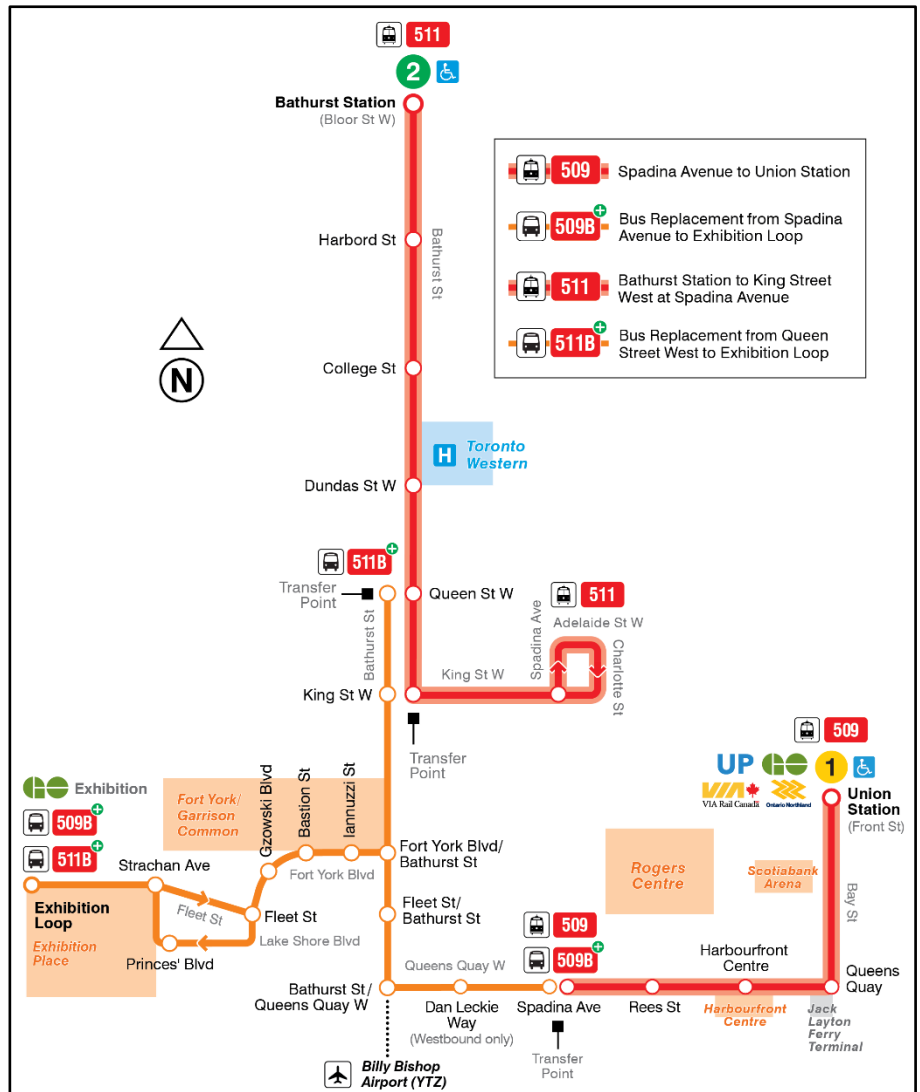 511
2
Bathurst Station
(Bloor St W)
509
Spadina Avenue to Union Station
509B
Bus Replacement from Spadina
Avenue to Exhibition Loop
511
Bathurst Station to King Street
West at Spadina Avenue
511B
Bus Replacement from Queen
Street West to Exhibition Loop
Harbord St
Bathurst St
N
College St
H
Toronto
Western
Dundas St W
511B
Transfer
Point
Bathurst St
Queen St W
511
Spadina Ave
Adelaide St W
Charlotte St
King St W
King St W
Transfer
Point
509
UP
GO
1
VIA Rail Canada
Ontario Northland
Union
Station
(Front St)
GO
Exhibition
509B
511B
Fort York/
Garrison
Common
Gzowski Blvd
Bastion St
Iannuzzi St
Fort York Blvd/
Bathurst St
Fort York Blvd
Rogers
Centre
Scotiabank
Arena
Bay St
Strachan Ave
Fleet St
Fleet St
Fleet St/
Bathurst St
Exhibition
Loop
Exhibition
Place
Lake Shore Blvd
Princes' Blvd
509
509B
Harbourfront
Centre
Queens
Quay
Bathurst St/
Queens Quay W
Queens Quay W
Dan Leckie
Way
(Westbound only)
Spadina Ave
Rees St
Harbourfront
Centre
Jack
Layton
Ferry
Terminal
Transfer
Point
Billy Bishop
Airport (YTZ)